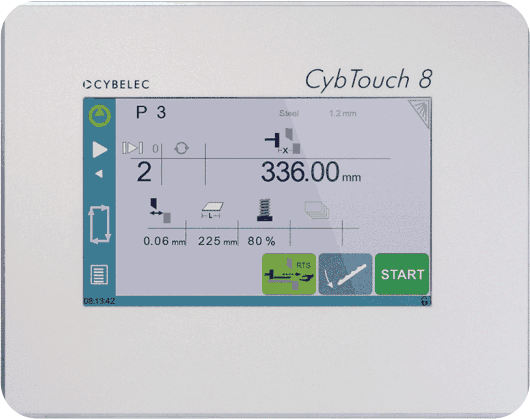 CYBELEC
CybTouch 8
P 3
Steel 1.2 mm
0
X
2
336.00 mm
L
0.06 mm 225 mm 80 %
RTS
START
08:13:42